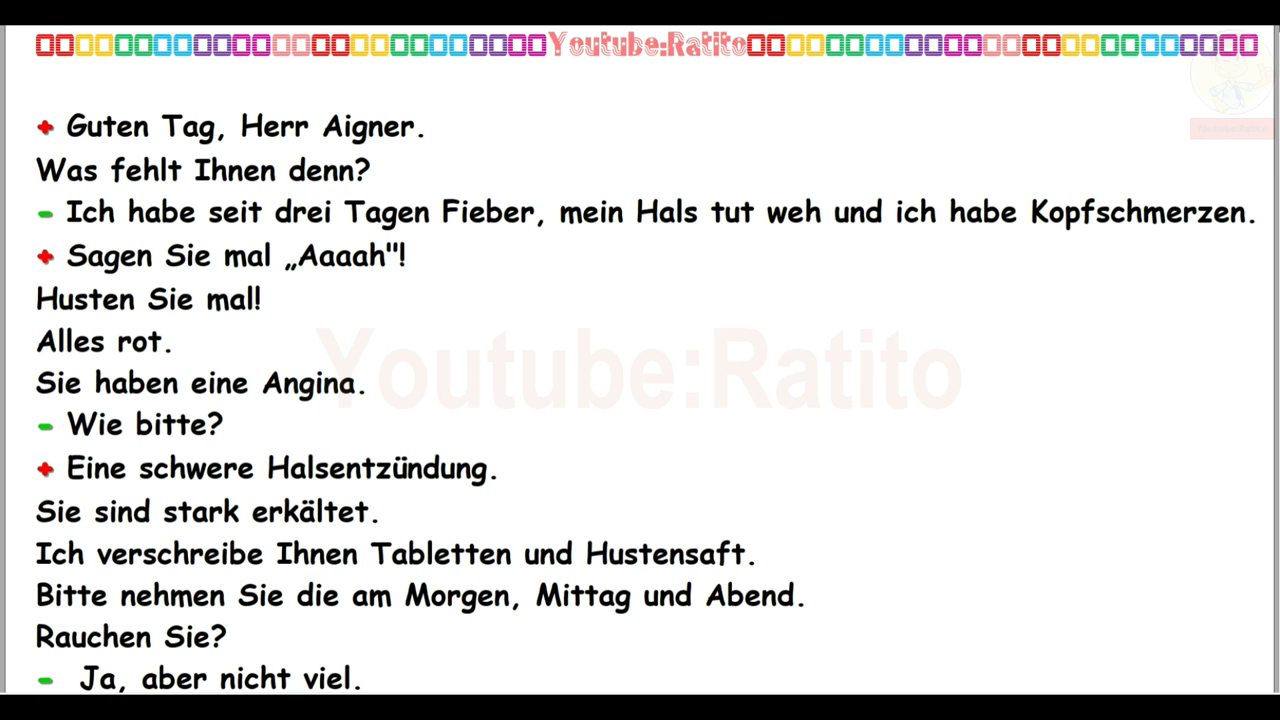 Youtube:Ratito
+ Guten Tag, Herr Aigner.
Was fehlt Ihnen denn?
- Ich habe seit drei Tagen Fieber, mein Hals tut weh und ich habe Kopfschmerzen.
+ Sagen Sie mal „Aaaah"!
Husten Sie mal!
Alles rot.
Sie haben eine Angina.
Youtube:Ratito
- Wie bitte?
+ Eine schwere Halsentzündung.
Sie sind stark erkältet.
Ich verschreibe Ihnen Tabletten und Hustensaft.
Bitte nehmen Sie die am Morgen, Mittag und Abend.
Rauchen Sie?
- Ja, aber nicht viel.